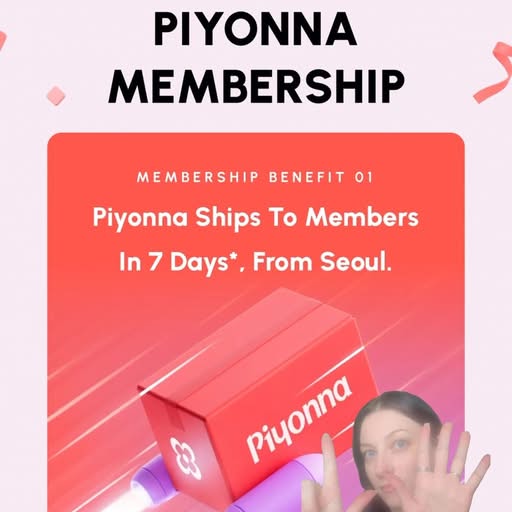 PIYONNA
MEMBERSHIP
MEMBERSHIP BENEFIT 01
Piyonna Ships To Members
In 7 Days*, From Seoul.
Piyonna